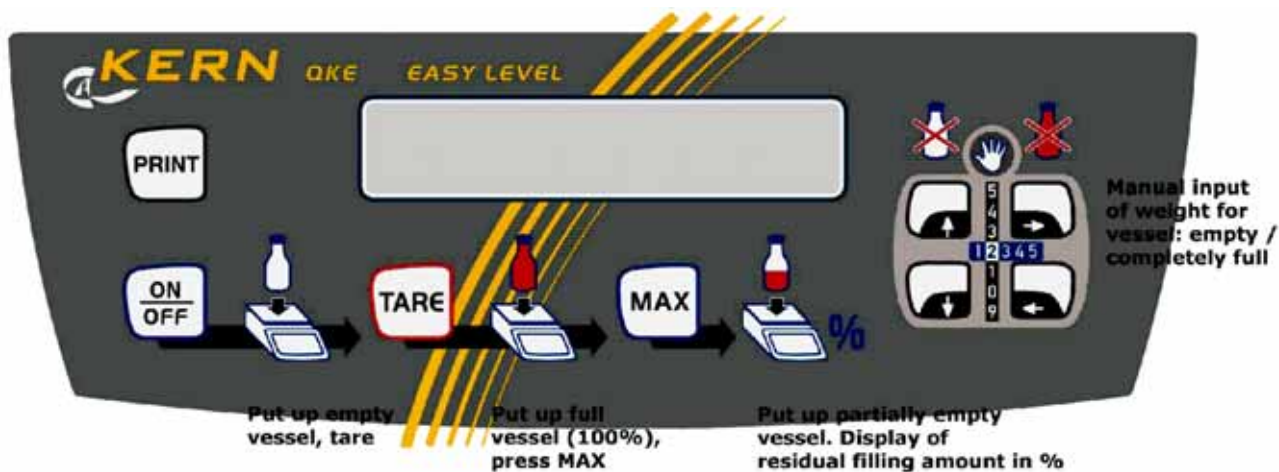 KERN QKE EASY LEVEL
PRINT
Manual input
of weight for
vessel: empty /
completely full
5
4
3
1 2 3 4 5
1
0
9
ON
OFF
TARE
MAX
%
Put up empty
vessel, tare
Put up full
vessel (100%),
press MAX
Put up partially empty
vessel. Display of
residual filling amount in %